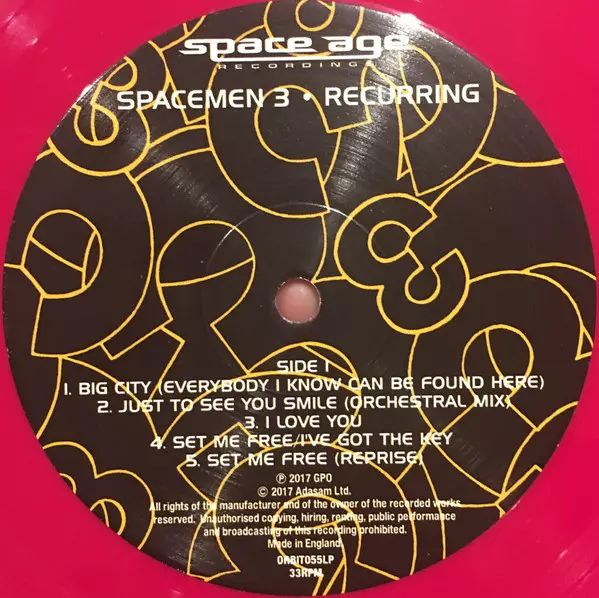 space age
RECORDINGS
SPACEMEN 3 • RECURRING
SIDE 1
1. BIG CITY (EVERYBODY I KNOW CAN BE FOUND HERE)
2. JUST TO SEE YOU SMILE (ORCHESTRAL MIX)
3. I LOVE YOU
4. SET ME FREE/I'VE GOT THE KEY
5. SET ME FREE (REPRISE)
℗ 2017 GPO
© 2017 Adasam Ltd.
All rights of the manufacturer and of the owner of the recorded works
reserved. Unauthorised copying, hiring, renting, public performance
and broadcasting of this recording prohibited.
Made in England.
ORBIT055LP
33RPM